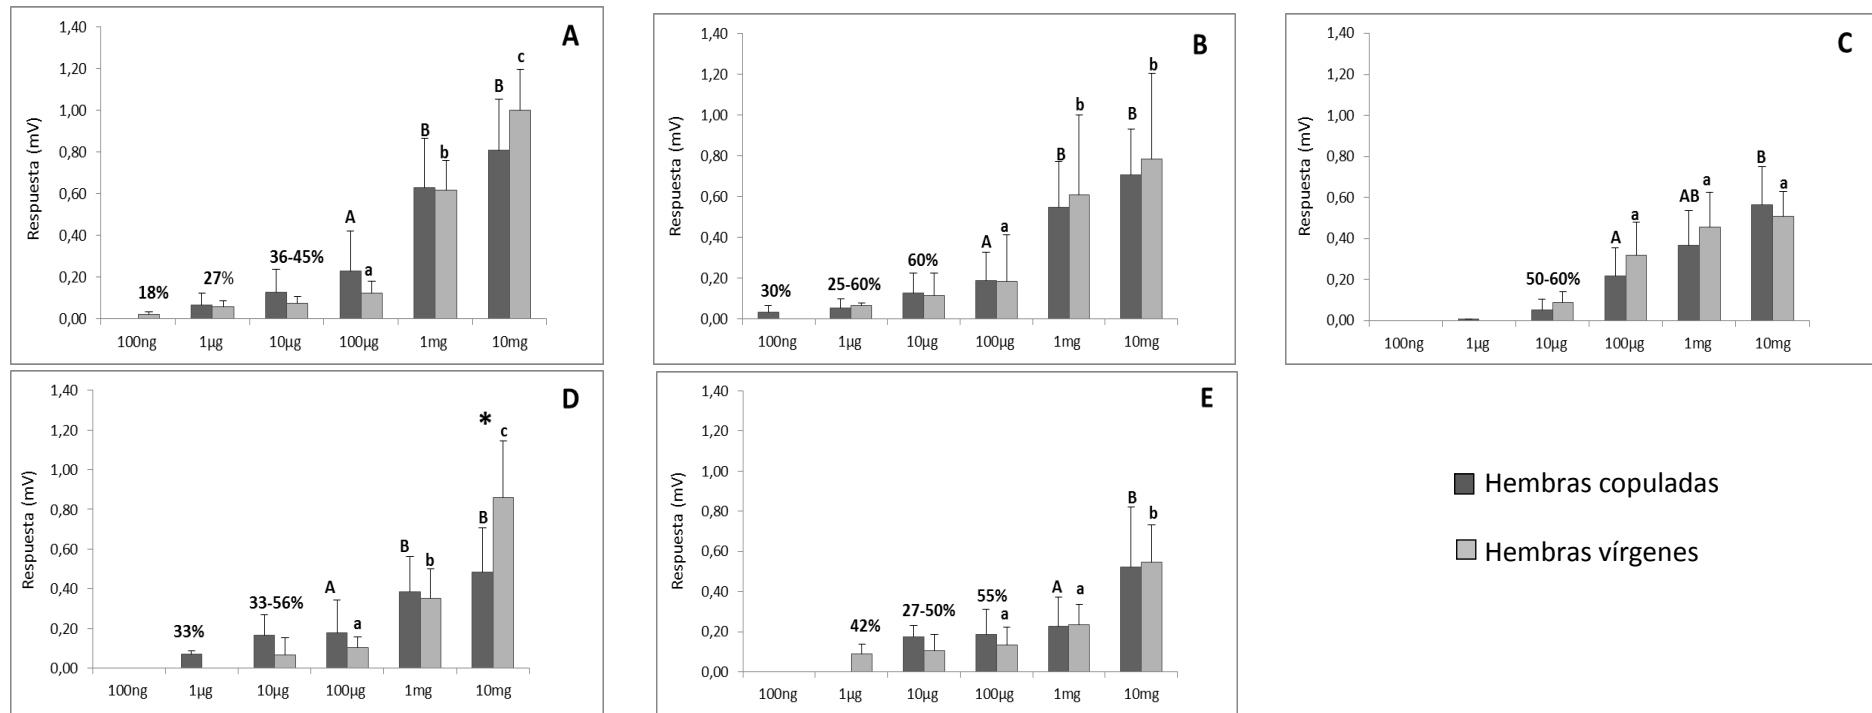 A
1,40
1,20
1,00
0,80
0,60
0,40
0,20
0,00
Respuesta (mV)
18%
27%
36-45%
A
a
B
b
B
c
100ng 1µg 10µg 100µg 1mg 10mg
B
1,40
1,20
1,00
0,80
0,60
0,40
0,20
0,00
Respuesta (mV)
30%
25-60%
60%
A
a
B
b
B
b
100ng 1µg 10µg 100µg 1mg 10mg
C
1,40
1,20
1,00
0,80
0,60
0,40
0,20
0,00
Respuesta (mV)
50-60%
A
a
AB
a
B
a
100ng 1µg 10µg 100µg 1mg 10mg
D
1,40
1,20
1,00
0,80
0,60
0,40
0,20
0,00
Respuesta (mV)
33%
33-56%
A
a
B
b
*
B
c
100ng 1µg 10µg 100µg 1mg 10mg
E
1,40
1,20
1,00
0,80
0,60
0,40
0,20
0,00
Respuesta (mV)
42%
27-50%
55%
a
A
a
B
b
100ng 1µg 10µg 100µg 1mg 10mg
Hembras copuladas
Hembras vírgenes